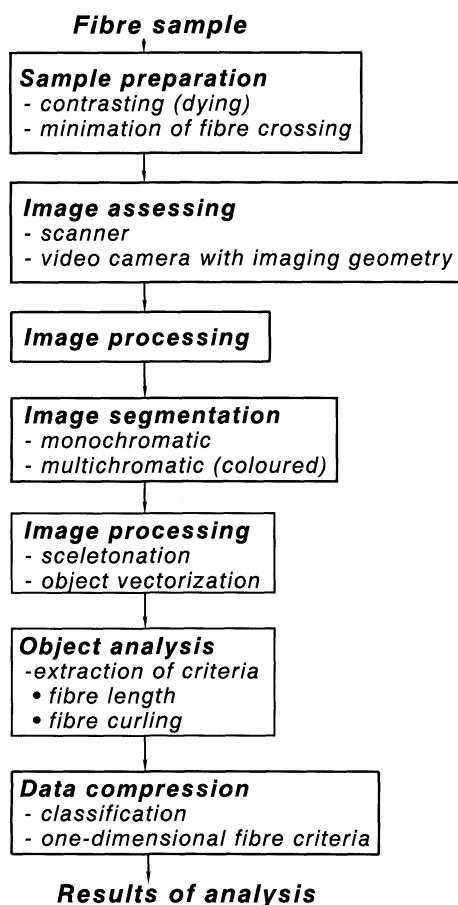 Fibre sample
Sample preparation
- contrasting (dying)
- minimation of fibre crossing
Image assessing
- scanner
- video camera with imaging geometry
Image processing
Image segmentation
- monochromatic
- multichromatic (coloured)
Image processing
- sceletonation
- object vectorization
Object analysis
-extraction of criteria
• fibre length
• fibre curling
Data compression
- classification
- one-dimensional fibre criteria
Results of analysis